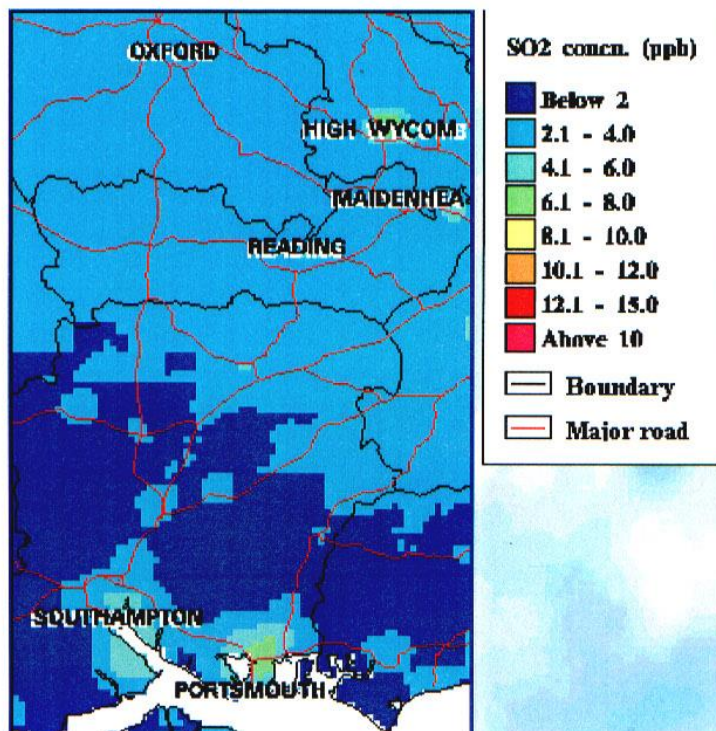 OXFORD
HIGH WYCOMB
MAIDENHEA
READING
SOUTHAMPTON
PORTSMOUTH
SO2 concn. (ppb)
Below 2
2.1 - 4.0
4.1 - 6.0
6.1 - 8.0
8.1 - 10.0
10.1 - 12.0
12.1 - 15.0
Above 10
Boundary
Major road